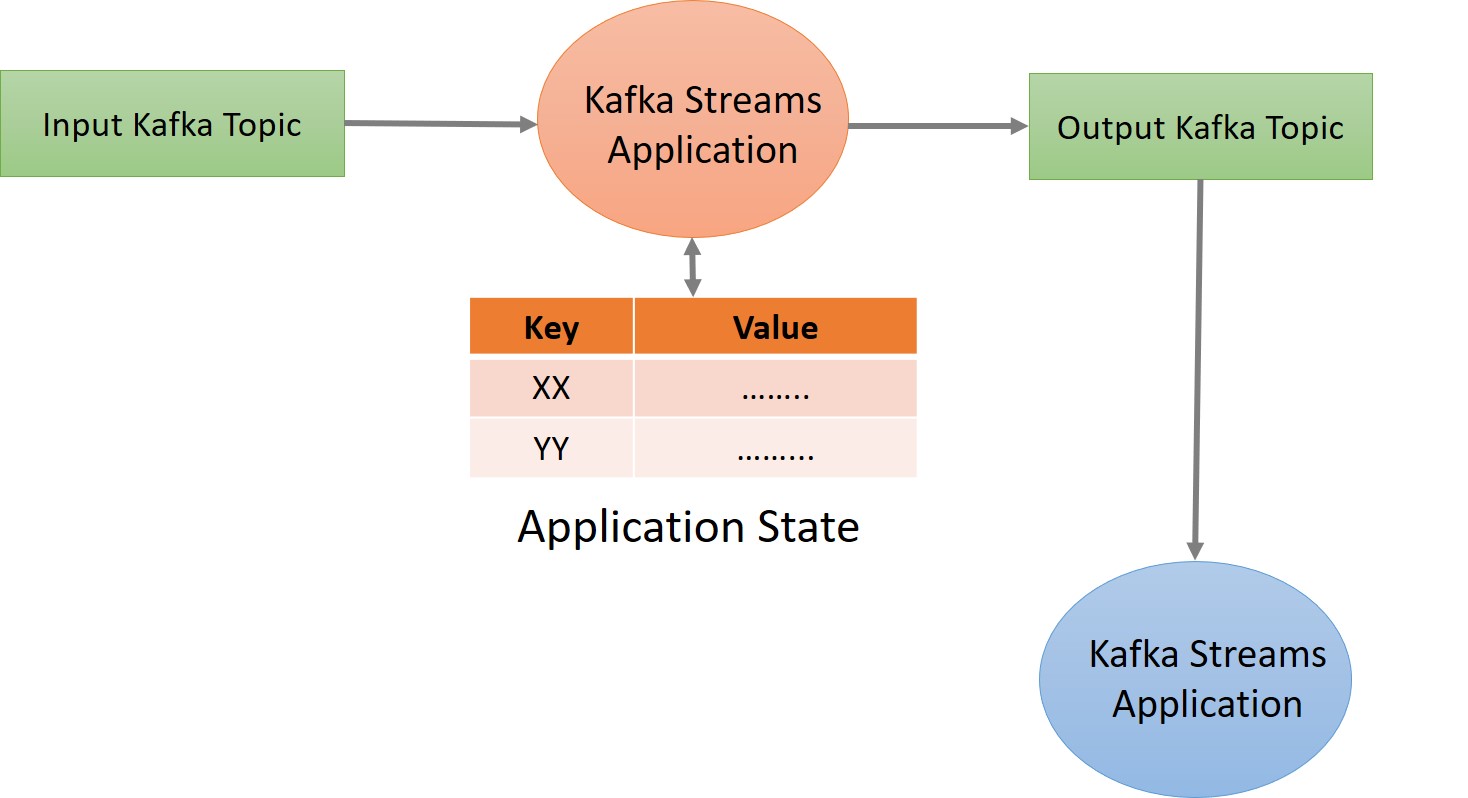 Input Kafka Topic
Kafka Streams
Application
Output Kafka Topic
Key Value
XX ........
YY .........
Application State
Kafka Streams
Application